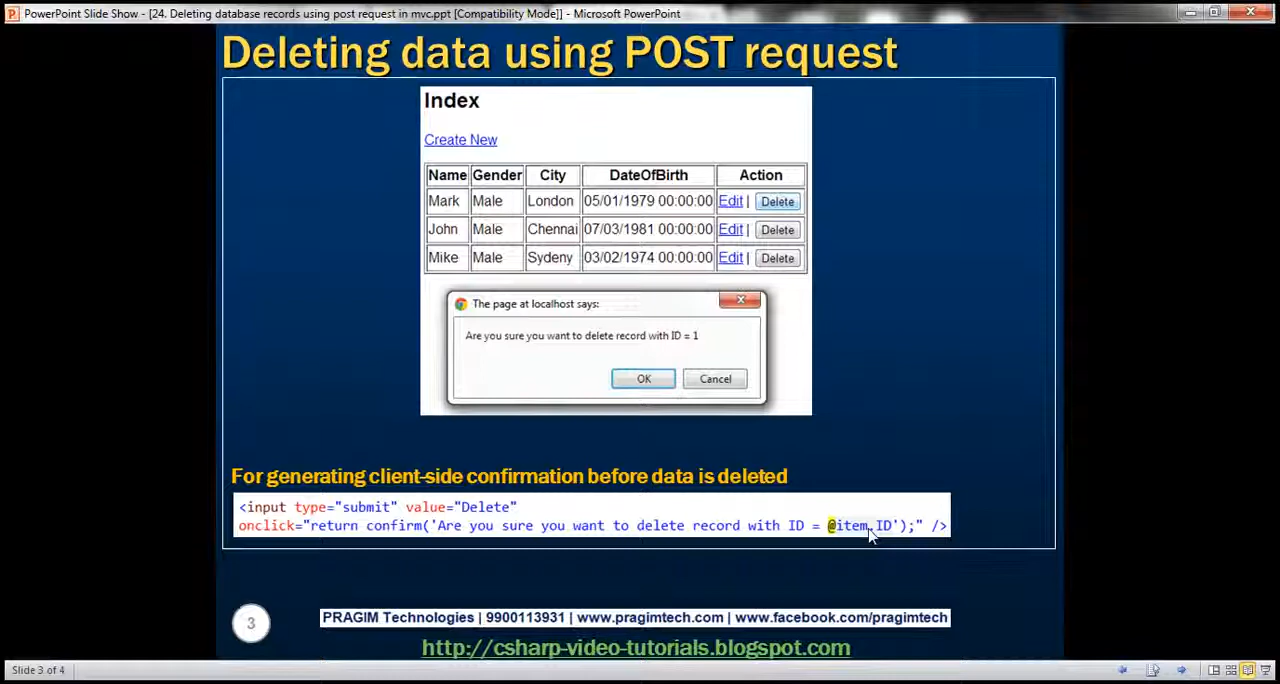 PowerPoint Slide Show - [24. Deleting database records using post request in mvc.ppt [Compatibility Mode]] - Microsoft PowerPoint
Deleting data using POST request
Index
Create New
Name Gender City DateOfBirth Action
Mark Male London 05/01/1979 00:00:00 Edit | Delete
John Male Chennai 07/03/1981 00:00:00 Edit | Delete
Mike Male Sydeny 03/02/1974 00:00:00 Edit | Delete
The page at localhost says:
Are you sure you want to delete record with ID = 1
OK Cancel
For generating client-side confirmation before data is deleted
<input type="submit" value="Delete"
onclick="return confirm('Are you sure you want to delete record with ID = @item.ID');" />
3
PRAGIM Technologies | 9900113931 | www.pragimtech.com | www.facebook.com/pragimtech
http://csharp-video-tutorials.blogspot.com
Slide 3 of 4